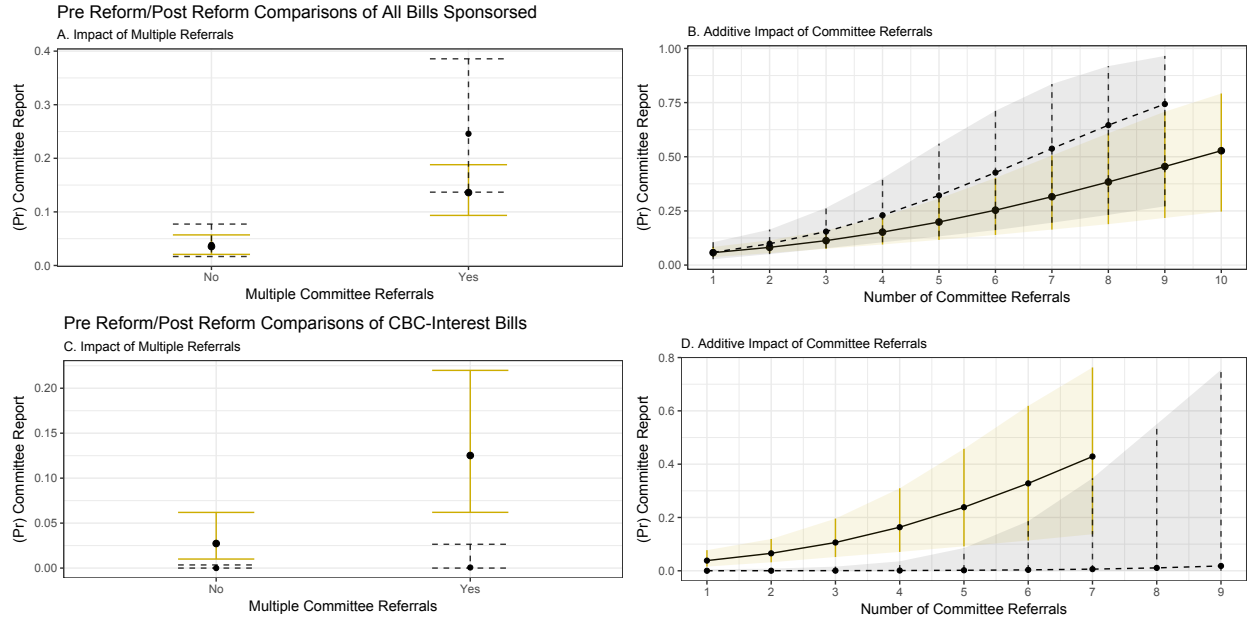 Pre Reform/Post Reform Comparisons of All Bills Sponsorsed
A. Impact of Multiple Referrals
0.4
0.3
0.2
0.1
0.0
(Pr) Committee Report
No
Yes
Multiple Committee Referrals
B. Additive Impact of Committee Referrals
1.00
0.75
0.50
0.25
0.00
(Pr) Committee Report
1 2 3 4 5 6 7 8 9 10
Number of Committee Referrals
Pre Reform/Post Reform Comparisons of CBC-Interest Bills
C. Impact of Multiple Referrals
0.20
0.15
0.10
0.05
0.00
(Pr) Committee Report
No
Yes
Multiple Committee Referrals
D. Additive Impact of Committee Referrals
0.8
0.6
0.4
0.2
0.0
(Pr) Committee Report
1 2 3 4 5 6 7 8 9
Number of Committee Referrals